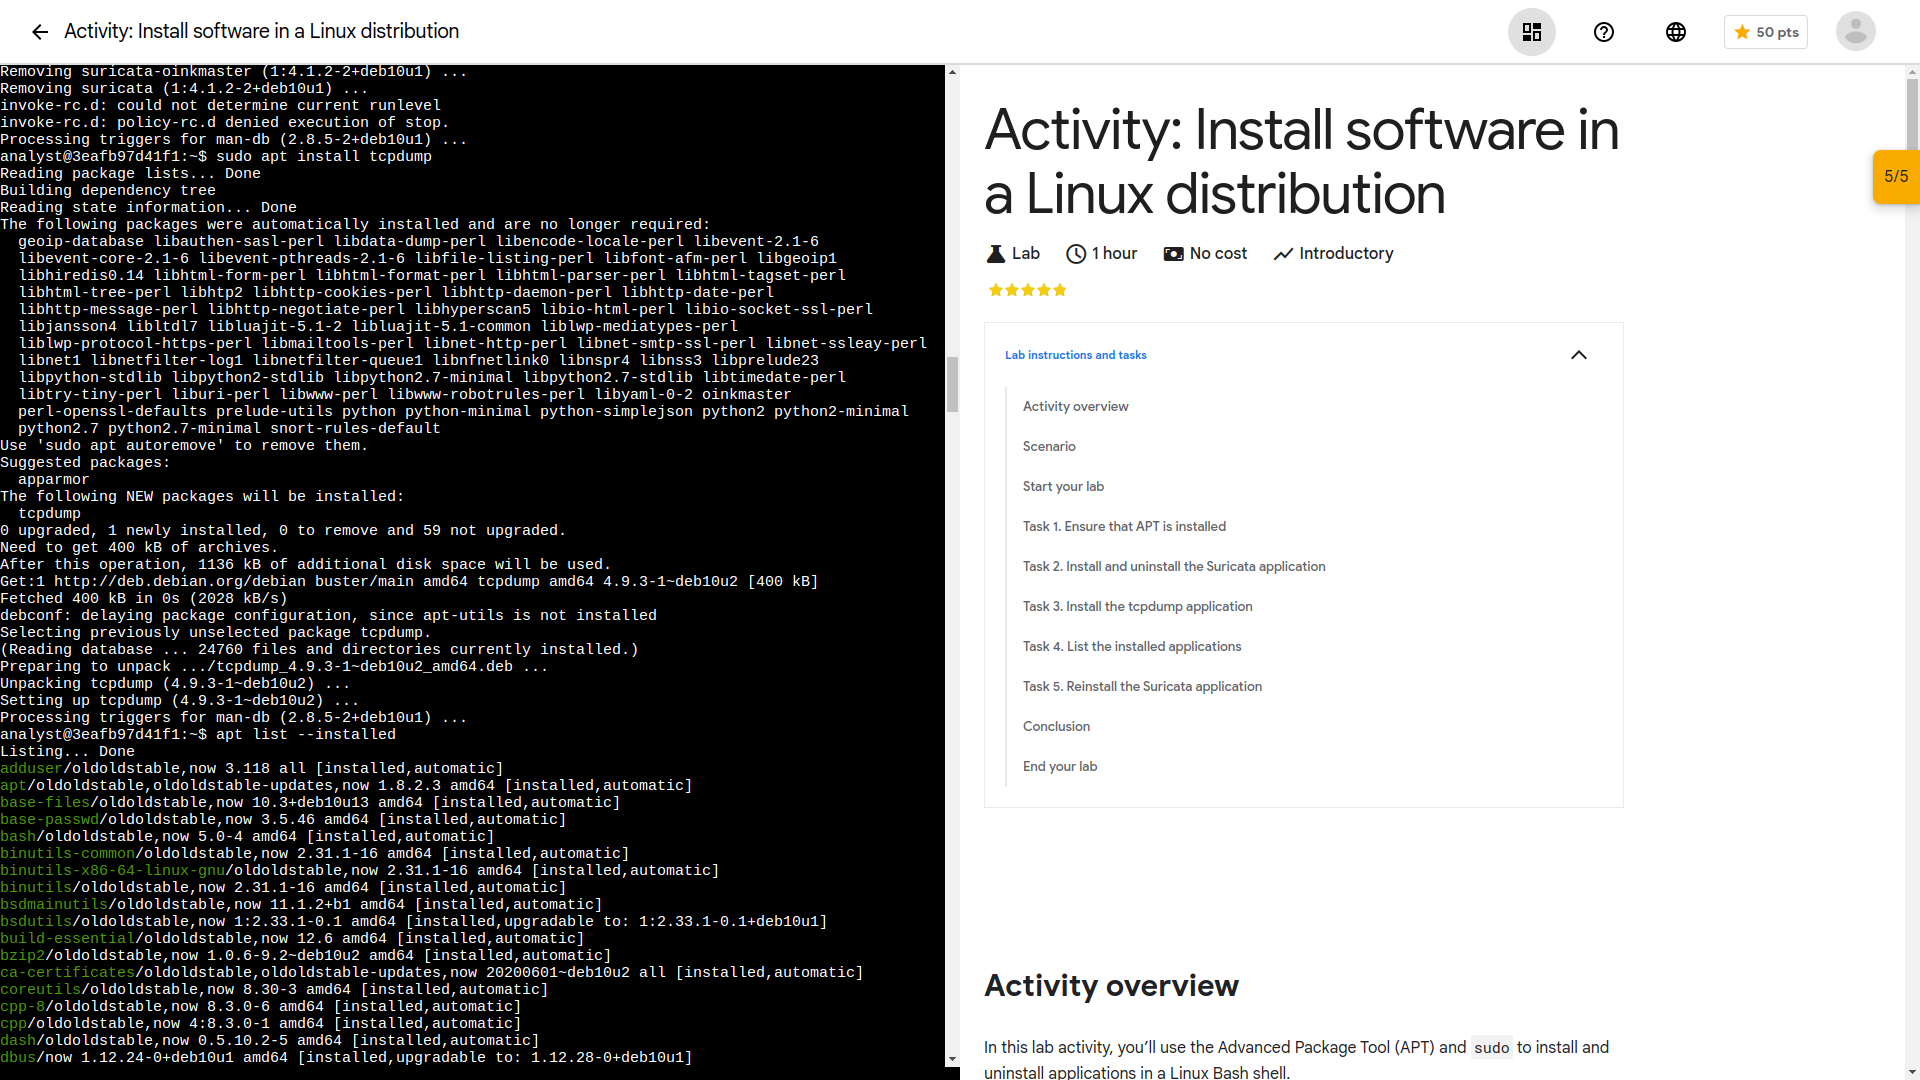 Activity: Install software in a Linux distribution
50 pts
Removing suricata-oinkmaster (1:4.1.2-2+deb10u1) ...
Removing suricata (1:4.1.2-2+deb10u1) ...
invoke-rc.d: could not determine current runlevel
invoke-rc.d: policy-rc.d denied execution of stop.
Processing triggers for man-db (2.8.5-2+deb10u1) ...
analyst@3eafb97d41f1:~$ sudo apt install tcpdump
Reading package lists... Done
Building dependency tree
Reading state information... Done
The following packages were automatically installed and are no longer required:
  geoip-database libauthen-sasl-perl libdata-dump-perl libencode-locale-perl libevent-2.1-6
  libevent-core-2.1-6 libevent-pthreads-2.1-6 libfile-listing-perl libfont-afm-perl libgeoip1
  libhiredis0.14 libhtml-form-perl libhtml-format-perl libhtml-parser-perl libhtml-tagset-perl
  libhtml-tree-perl libhtp2 libhttp-cookies-perl libhttp-daemon-perl libhttp-date-perl
  libhttp-message-perl libhttp-negotiate-perl libhyperscan5 libio-html-perl libio-socket-ssl-perl
  libjansson4 libltdl7 libluajit-5.1-2 libluajit-5.1-common liblwp-mediatypes-perl
  liblwp-protocol-https-perl libmailtools-perl libnet-http-perl libnet-smtp-ssl-perl libnet-ssleay-perl
  libnet1 libnetfilter-log1 libnetfilter-queue1 libnfnetlink0 libnspr4 libnss3 libprelude23
  libpython-stdlib libpython2-stdlib libpython2.7-minimal libpython2.7-stdlib libtimedate-perl
  libtry-tiny-perl liburi-perl libwww-perl libwww-robotrules-perl libyaml-0-2 oinkmaster
  perl-openssl-defaults prelude-utils python python-minimal python-simplejson python2 python2-minimal
  python2.7 python2.7-minimal snort-rules-default
Use 'sudo apt autoremove' to remove them.
Suggested packages:
  apparmor
The following NEW packages will be installed:
  tcpdump
0 upgraded, 1 newly installed, 0 to remove and 59 not upgraded.
Need to get 400 kB of archives.
After this operation, 1136 kB of additional disk space will be used.
Get:1 http://deb.debian.org/debian buster/main amd64 tcpdump amd64 4.9.3-1~deb10u2 [400 kB]
Fetched 400 kB in 0s (2028 kB/s)
debconf: delaying package configuration, since apt-utils is not installed
Selecting previously unselected package tcpdump.
(Reading database ... 24760 files and directories currently installed.)
Preparing to unpack .../tcpdump_4.9.3-1~deb10u2_amd64.deb ...
Unpacking tcpdump (4.9.3-1~deb10u2) ...
Setting up tcpdump (4.9.3-1~deb10u2) ...
Processing triggers for man-db (2.8.5-2+deb10u1) ...
analyst@3eafb97d41f1:~$ apt list --installed
Listing... Done
adduser/oldoldstable,now 3.118 all [installed,automatic]
apt/oldoldstable,oldoldstable-updates,now 1.8.2.3 amd64 [installed,automatic]
base-files/oldoldstable,now 10.3+deb10u13 amd64 [installed,automatic]
base-passwd/oldoldstable,now 3.5.46 amd64 [installed,automatic]
bash/oldoldstable,now 5.0-4 amd64 [installed,automatic]
binutils-common/oldoldstable,now 2.31.1-16 amd64 [installed,automatic]
binutils-x86-64-linux-gnu/oldoldstable,now 2.31.1-16 amd64 [installed,automatic]
binutils/oldoldstable,now 2.31.1-16 amd64 [installed,automatic]
bsdmainutils/oldoldstable,now 11.1.2+b1 amd64 [installed,automatic]
bsdutils/oldoldstable,now 1:2.33.1-0.1 amd64 [installed,upgradable to: 1:2.33.1-0.1+deb10u1]
build-essential/oldoldstable,now 12.6 amd64 [installed,automatic]
bzip2/oldoldstable,now 1.0.6-9.2~deb10u2 amd64 [installed,automatic]
ca-certificates/oldoldstable,oldoldstable-updates,now 20200601~deb10u2 all [installed,automatic]
coreutils/oldoldstable,now 8.30-3 amd64 [installed,automatic]
cpp-8/oldoldstable,now 8.3.0-6 amd64 [installed,automatic]
cpp/oldoldstable,now 4:8.3.0-1 amd64 [installed,automatic]
dash/oldoldstable,now 0.5.10.2-5 amd64 [installed,automatic]
dbus/now 1.12.24-0+deb10u1 amd64 [installed,upgradable to: 1.12.28-0+deb10u1]
Activity: Install software in
a Linux distribution
5/5
Lab 1 hour No cost Introductory
Lab instructions and tasks
Activity overview
Scenario
Start your lab
Task 1. Ensure that APT is installed
Task 2. Install and uninstall the Suricata application
Task 3. Install the tcpdump application
Task 4. List the installed applications
Task 5. Reinstall the Suricata application
Conclusion
End your lab
Activity overview
In this lab activity, you’ll use the Advanced Package Tool (APT) and sudo to install and
uninstall applications in a Linux Bash shell.